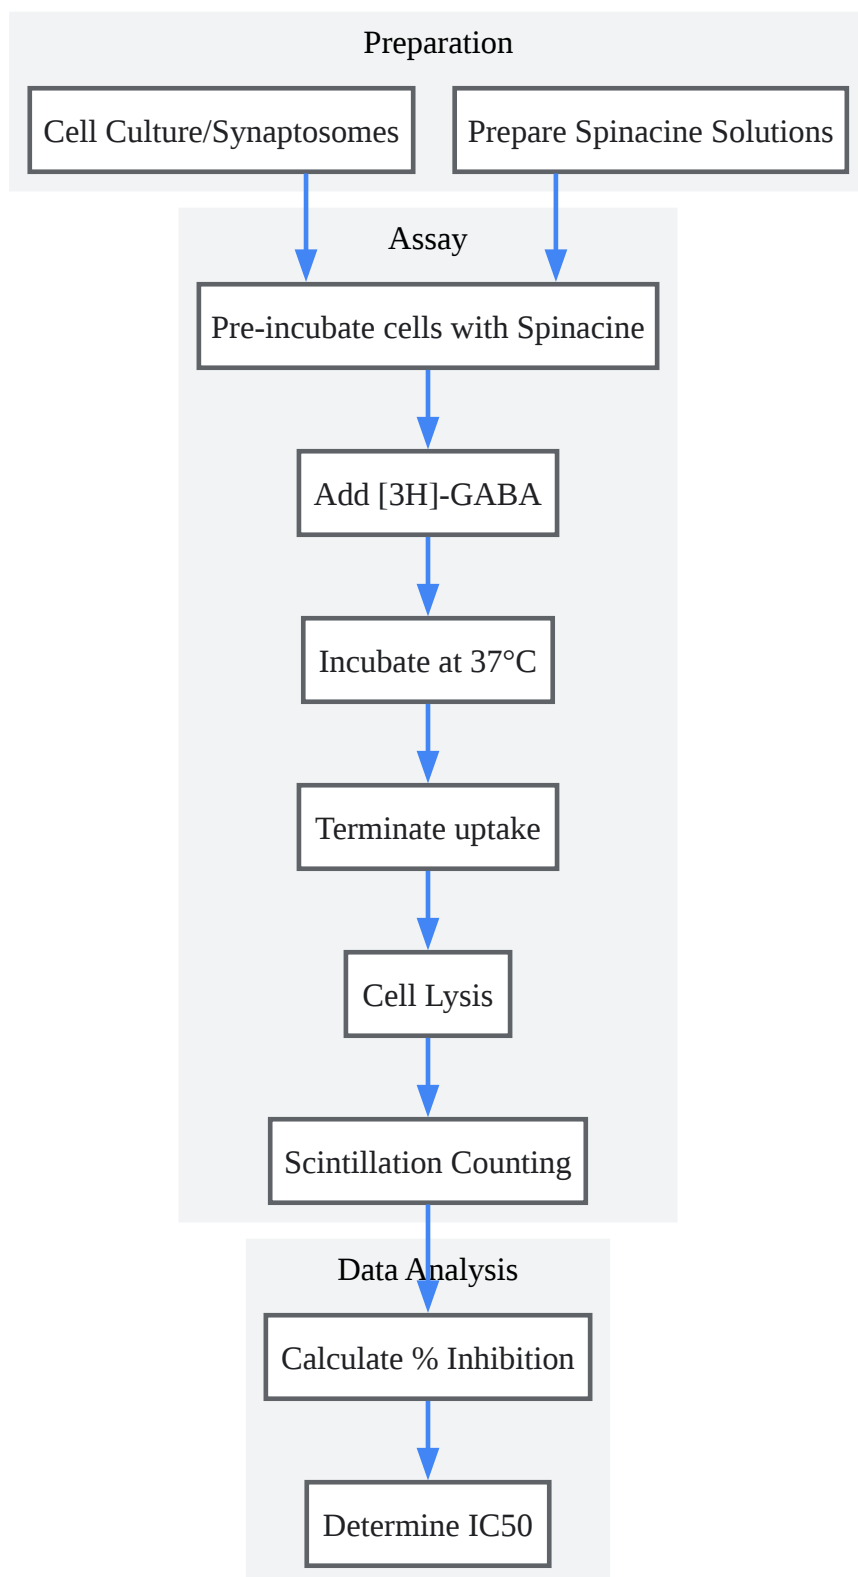 Preparation
Cell Culture/Synaptosomes
Prepare Spinacine Solutions
Assay
Pre-incubate cells with Spinacine
Add [3H]-GABA
Incubate at 37°C
Terminate uptake
Cell Lysis
Scintillation Counting
Data Analysis
Calculate % Inhibition
Determine IC50